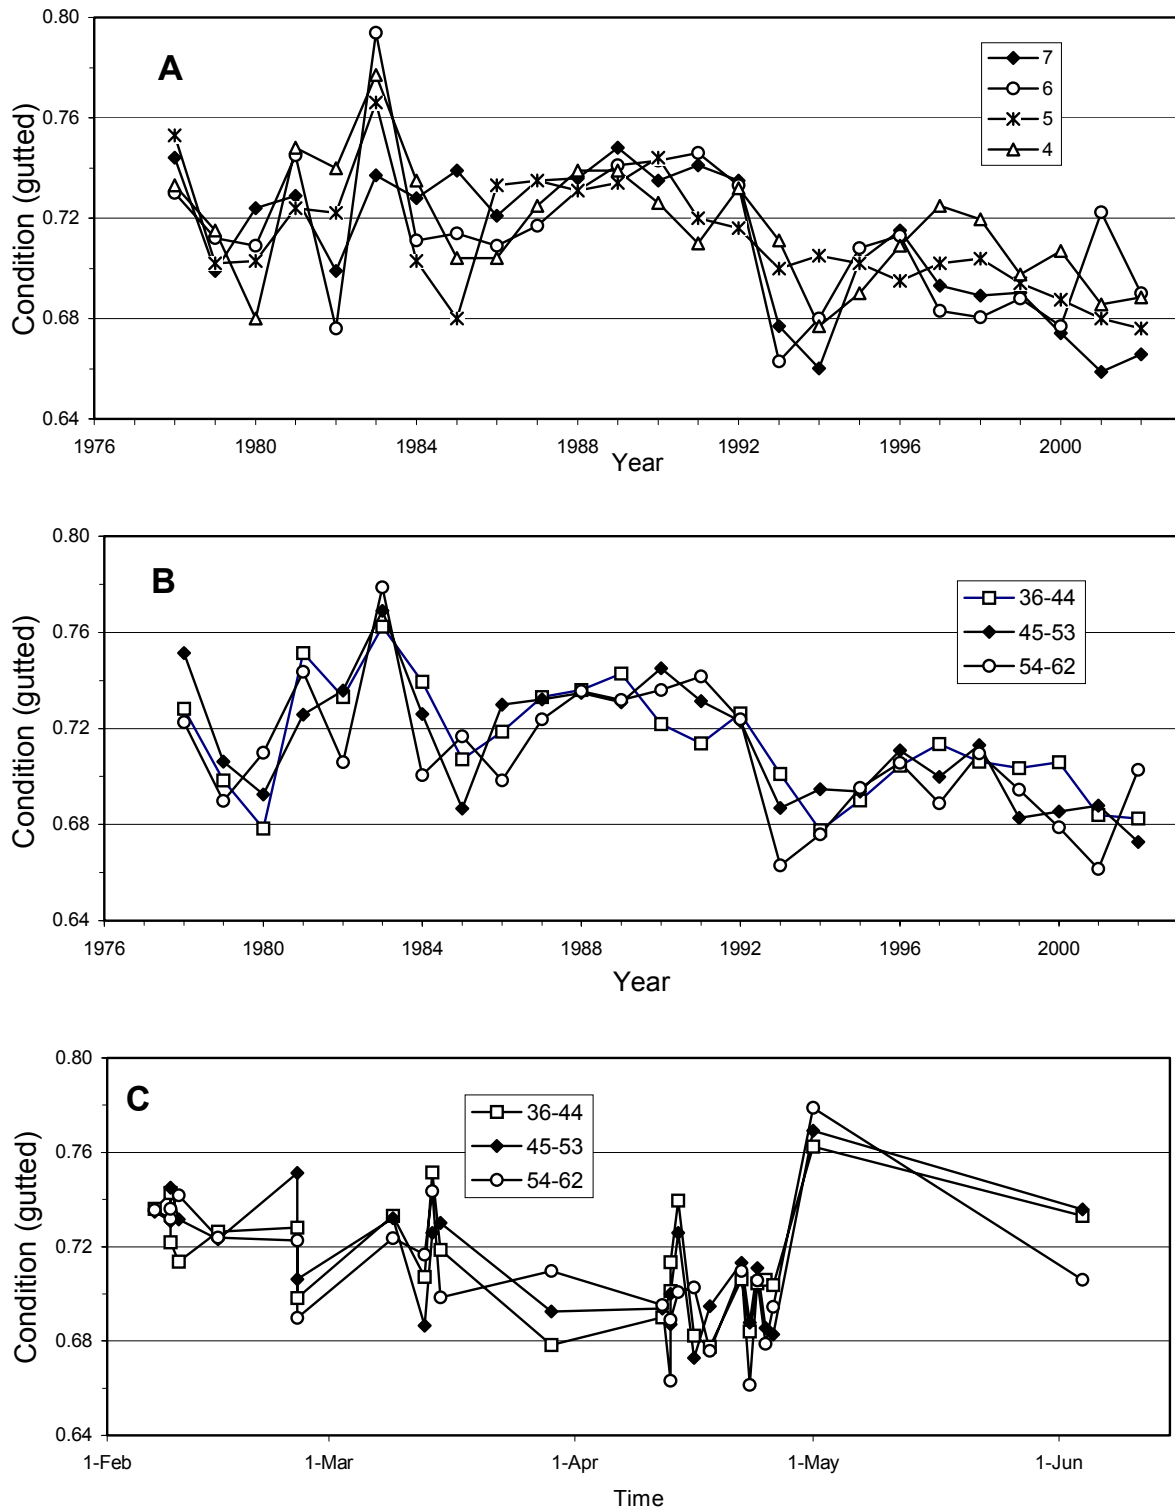 0.80
A
7
6
5
4
0.76
0.72
0.68
0.64
Condition (gutted)
1976 1980 1984 1988 1992 1996 2000
Year
0.80
B
36-44
45-53
54-62
0.76
0.72
0.68
0.64
Condition (gutted)
1976 1980 1984 1988 1992 1996 2000
Year
0.80
C
36-44
45-53
54-62
0.76
0.72
0.68
0.64
Condition (gutted)
1-Feb 1-Mar 1-Apr 1-May 1-Jun
Time